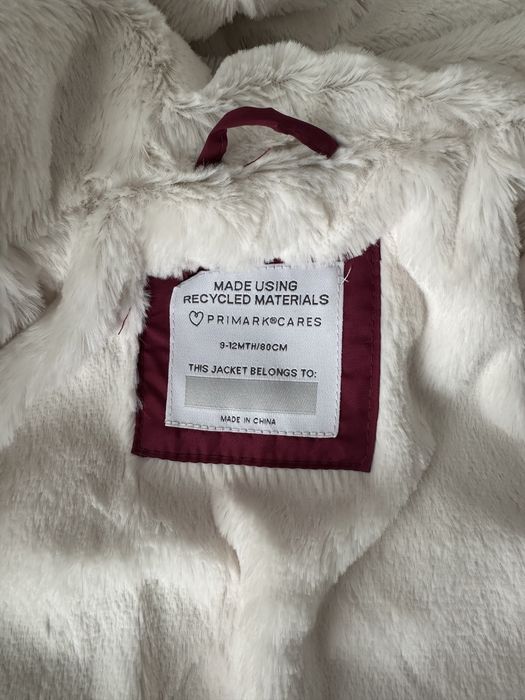 MADE USING
RECYCLED MATERIALS
PRIMARK®CARES
9-12MTH/80CM
THIS JACKET BELONGS TO:
MADE IN CHINA